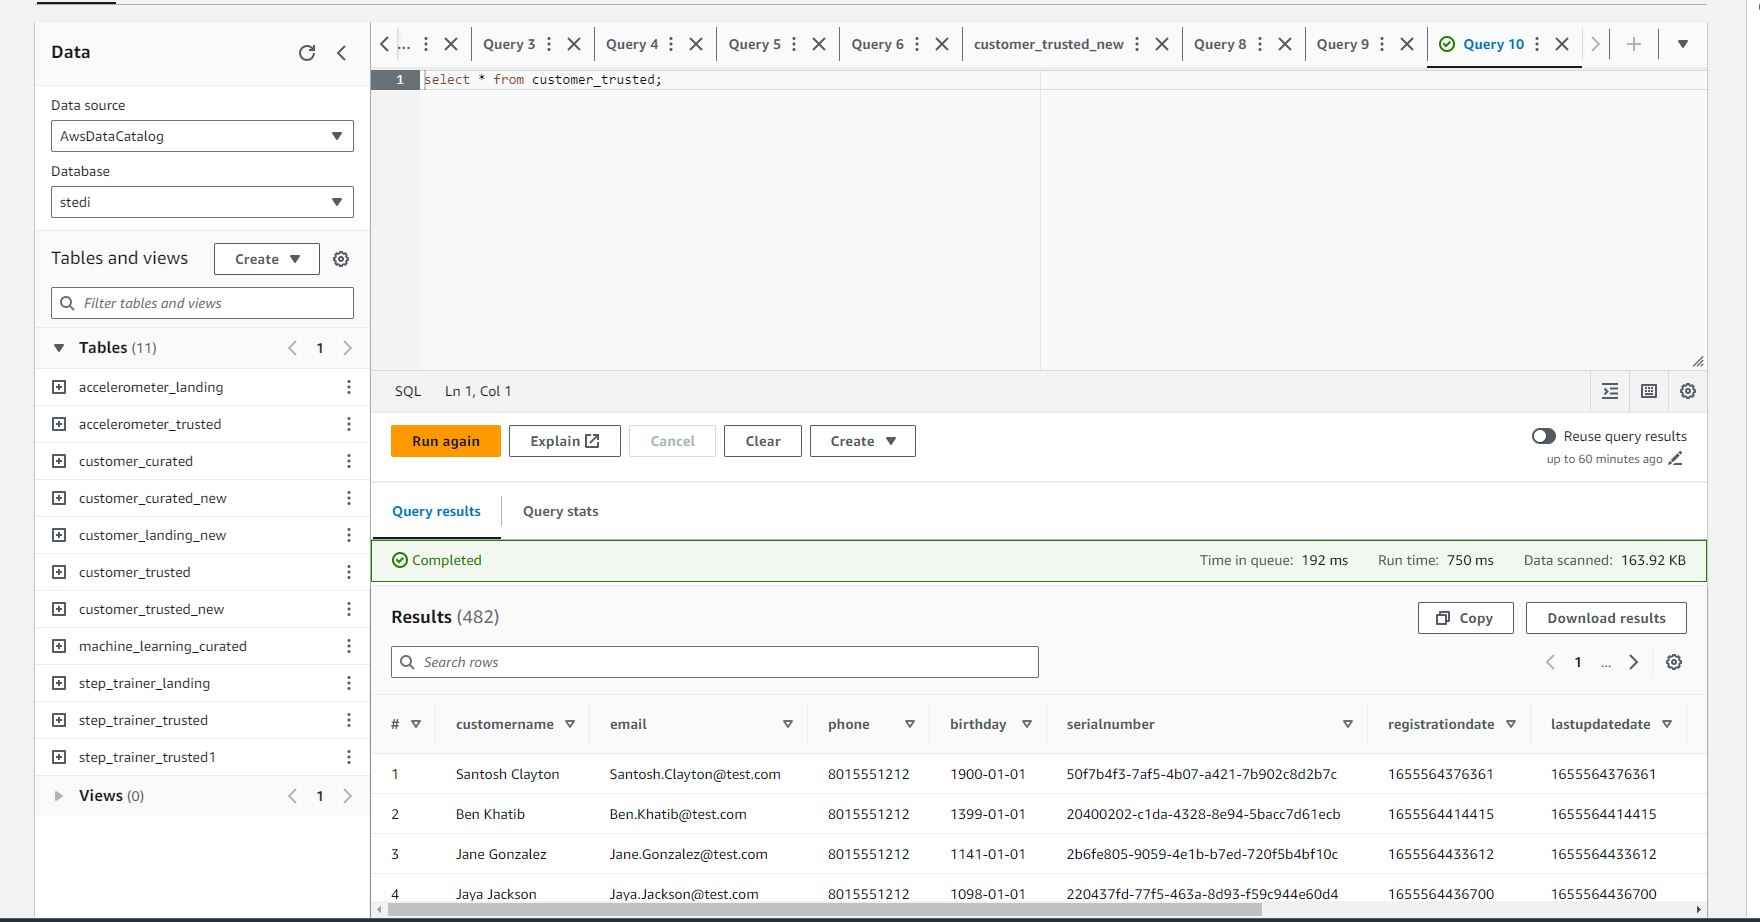 Data
Data source
AwsDataCatalog
Database
stedi
Tables and views
Create
Filter tables and views
Tables (11)
1
accelerometer_landing
accelerometer_trusted
customer_curated
customer_curated_new
customer_landing_new
customer_trusted
customer_trusted_new
machine_learning_curated
step_trainer_landing
step_trainer_trusted
step_trainer_trusted1
Views (0)
1
... Query 3 Query 4 Query 5 Query 6 customer_trusted_new Query 8 Query 9 Query 10
1 select * from customer_trusted;
SQL Ln 1, Col 1
Run again Explain Cancel Clear Create
Reuse query results
up to 60 minutes ago
Query results Query stats
Completed Time in queue: 192 ms Run time: 750 ms Data scanned: 163.92 KB
Results (482)
Copy Download results
Search rows
1 ...
# customername email phone birthday serialnumber registrationdate lastupdatedate
1 Santosh Clayton Santosh.Clayton@test.com 8015551212 1900-01-01 50f7b4f3-7af5-4b07-a421-7b902c8d2b7c 1655564376361 1655564376361
2 Ben Khatib Ben.Khatib@test.com 8015551212 1399-01-01 20400202-c1da-4328-8e94-5bacc7d61ecb 1655564414415 1655564414415
3 Jane Gonzalez Jane.Gonzalez@test.com 8015551212 1141-01-01 2b6fe805-9059-4e1b-b7ed-720f5b4bf10c 1655564433612 1655564433612
4 Jaya Jackson Jaya.Jackson@test.com 8015551212 1098-01-01 220437fd-77f5-463a-8d93-f59c944e60d4 1655564436700 1655564436700